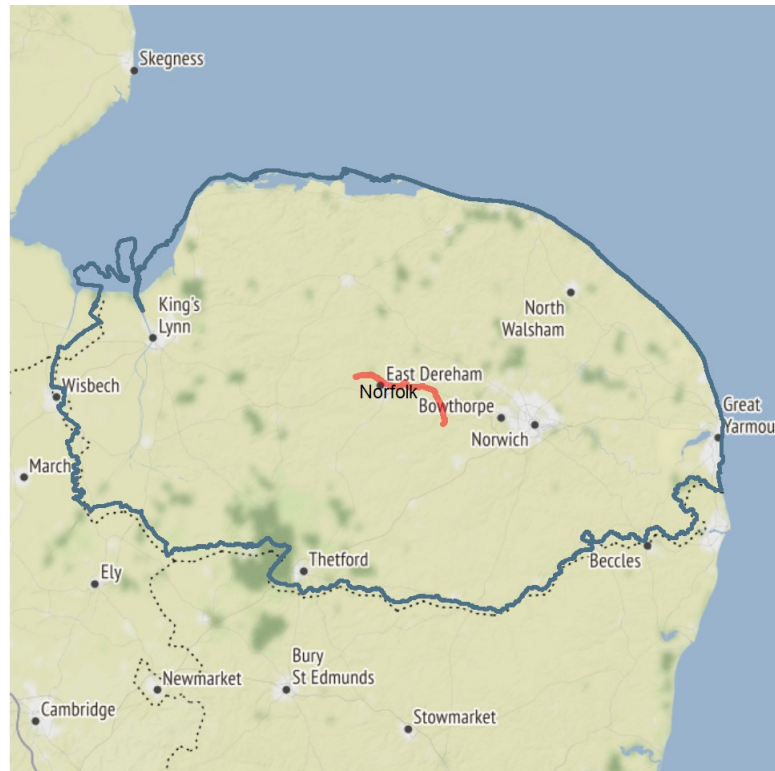 Skegness
King's
Lynn
North
Walsham
Wisbech
East Dereham
Norfolk
Bowthorpe
Norwich
Great
Yarmou
March
Ely
Thetford
Beccles
Bury
St Edmunds
Newmarket
Cambridge
Stowmarket